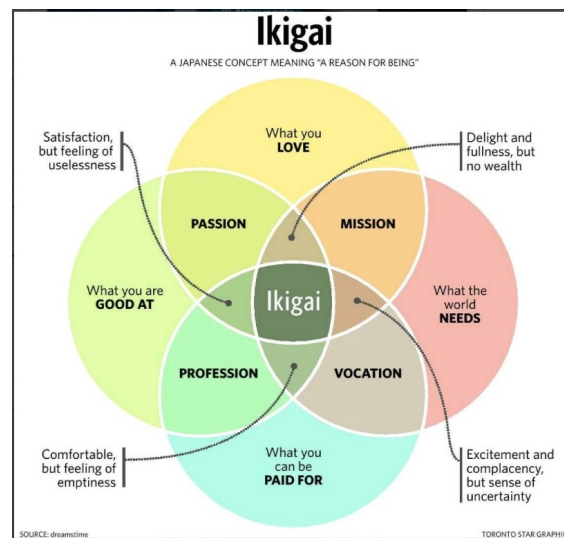 Ikigai
A JAPANESE CONCEPT MEANING “A REASON FOR BEING”
Satisfaction,
but feeling of
uselessness
What you
LOVE
Delight and
fullness, but
no wealth
PASSION
MISSION
What you are
GOOD AT
Ikigai
What the
world
NEEDS
PROFESSION
VOCATION
Comfortable,
but feeling of
emptiness
What you
can be
PAID FOR
Excitement and
complacency,
but sense of
uncertainty
SOURCE: dreamstime
TORONTO STAR GRAPHIC